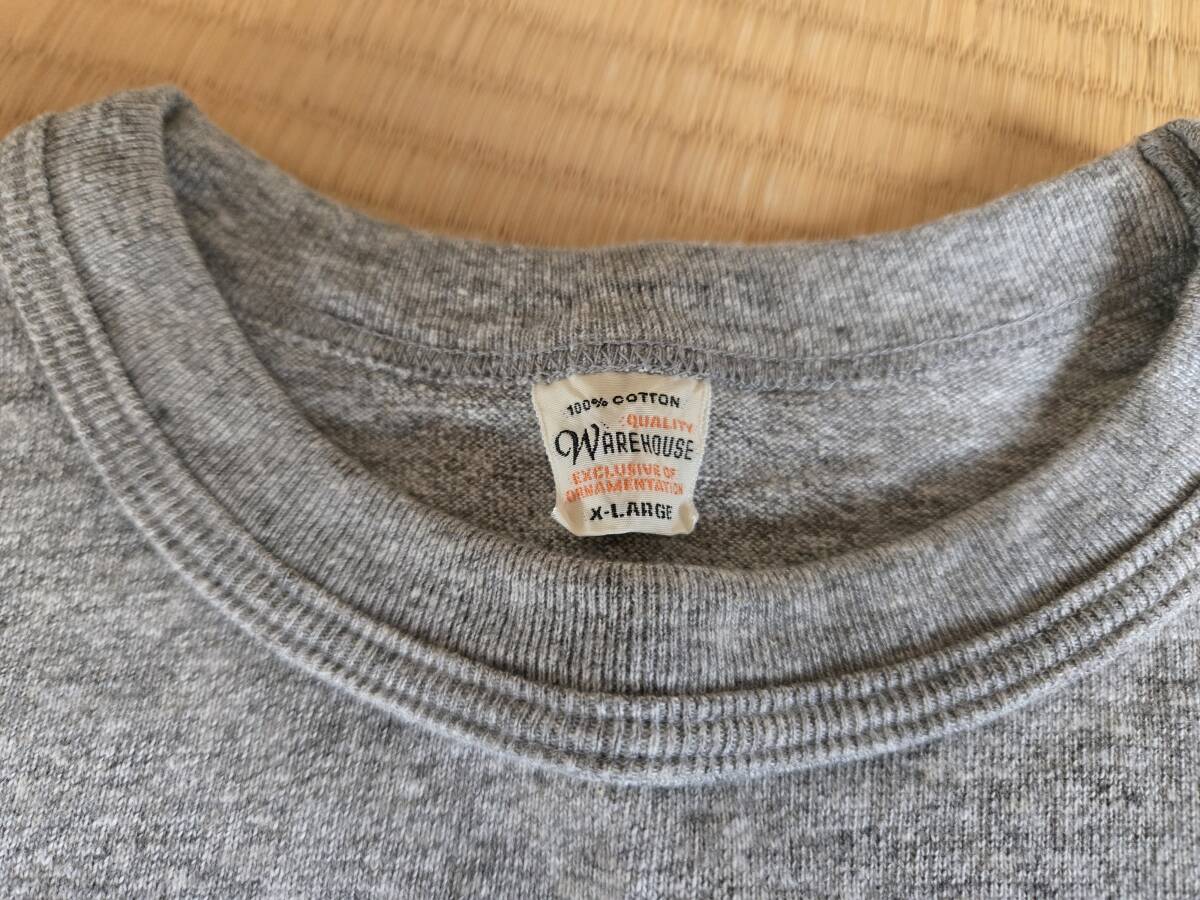 100% COTTON
QUALITY
WAREHOUSE
EXCLUSIVE OF
ORNAMENTATION
X-LARGE